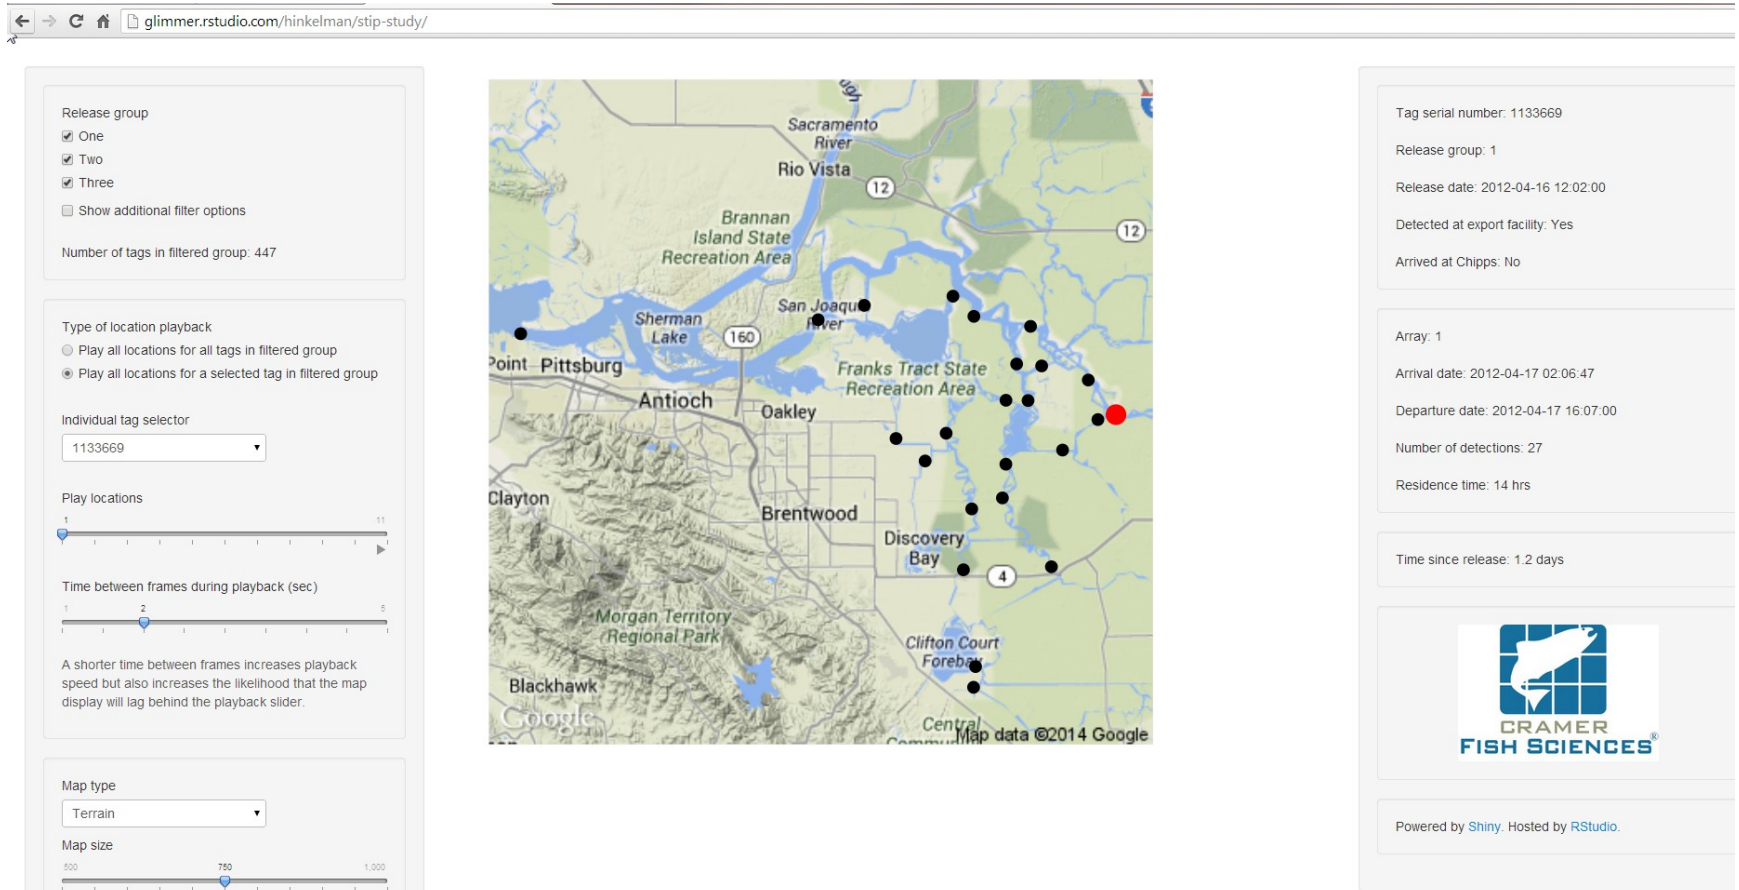 glimmer.rstudio.com/hinkelman/stip-study/
Release group
One
Two
Three
Show additional filter options
Number of tags in filtered group: 447
Type of location playback
Play all locations for all tags in filtered group
Play all locations for a selected tag in filtered group
Individual tag selector
1133669
Play locations
1 11
Time between frames during playback (sec)
1 2 5
A shorter time between frames increases playback
speed but also increases the likelihood that the map
display will lag behind the playback slider.
Map type
Terrain
Map size
500 750 1,000
Sacramento
River
Rio Vista
12
12
Brannan
Island State
Recreation Area
San Joaquin
River
Sherman
Lake
160
Point Pittsburg
Franks Tract State
Recreation Area
Antioch
Oakley
Clayton
Brentwood
Discovery
Bay
4
Morgan Territory
Regional Park
Clifton Court
Forebay
Blackhawk
Google
Central
Map data ©2014 Google
Tag serial number: 1133669
Release group: 1
Release date: 2012-04-16 12:02:00
Detected at export facility: Yes
Arrived at Chipps: No
Array: 1
Arrival date: 2012-04-17 02:06:47
Departure date: 2012-04-17 16:07:00
Number of detections: 27
Residence time: 14 hrs
Time since release: 1.2 days
CRAMER
FISH SCIENCES®
Powered by Shiny. Hosted by RStudio.